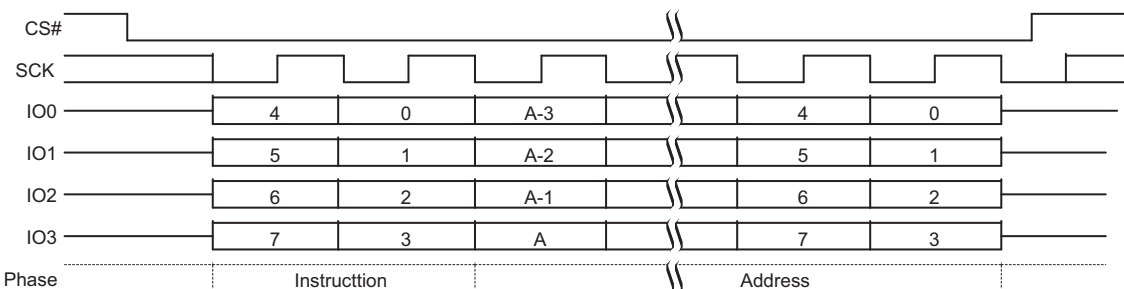 CS#
SCK
IO0 4 0 A-3 4 0
IO1 5 1 A-2 5 1
IO2 6 2 A-1 6 2
IO3 7 3 A 7 3
Phase Instructtion Address